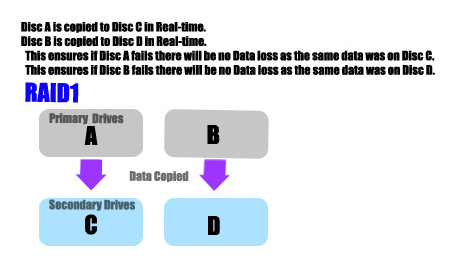 Disc A is copied to Disc C in Real-time.
Disc B is copied to Disc D in Real-time.
This ensures if Disc A fails there will be no Data loss as the same data was on Disc C.
This ensures if Disc B fails there will be no Data loss as the same data was on Disc D.
RAID1
Primary Drives
A B
Data Copied
Secondary Drives
C D